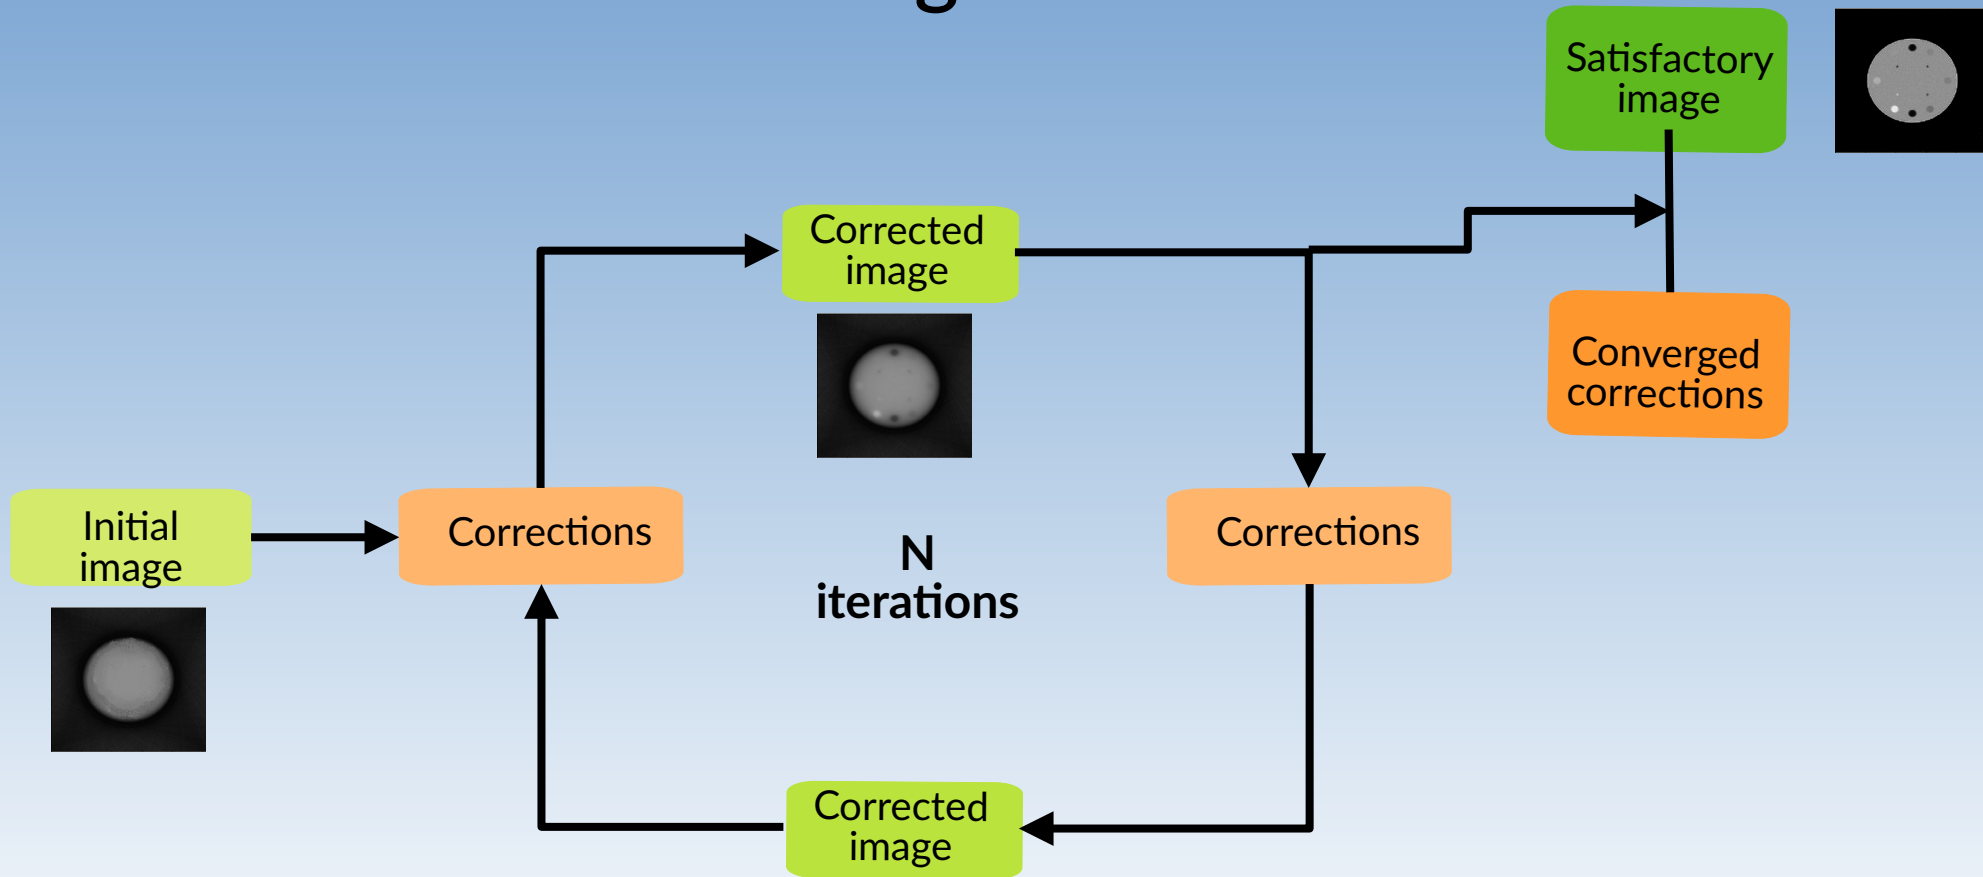 Satisfactory
image
Corrected
image
Converged
corrections
Initial
image
Corrections
N
iterations
Corrections
Corrected
image